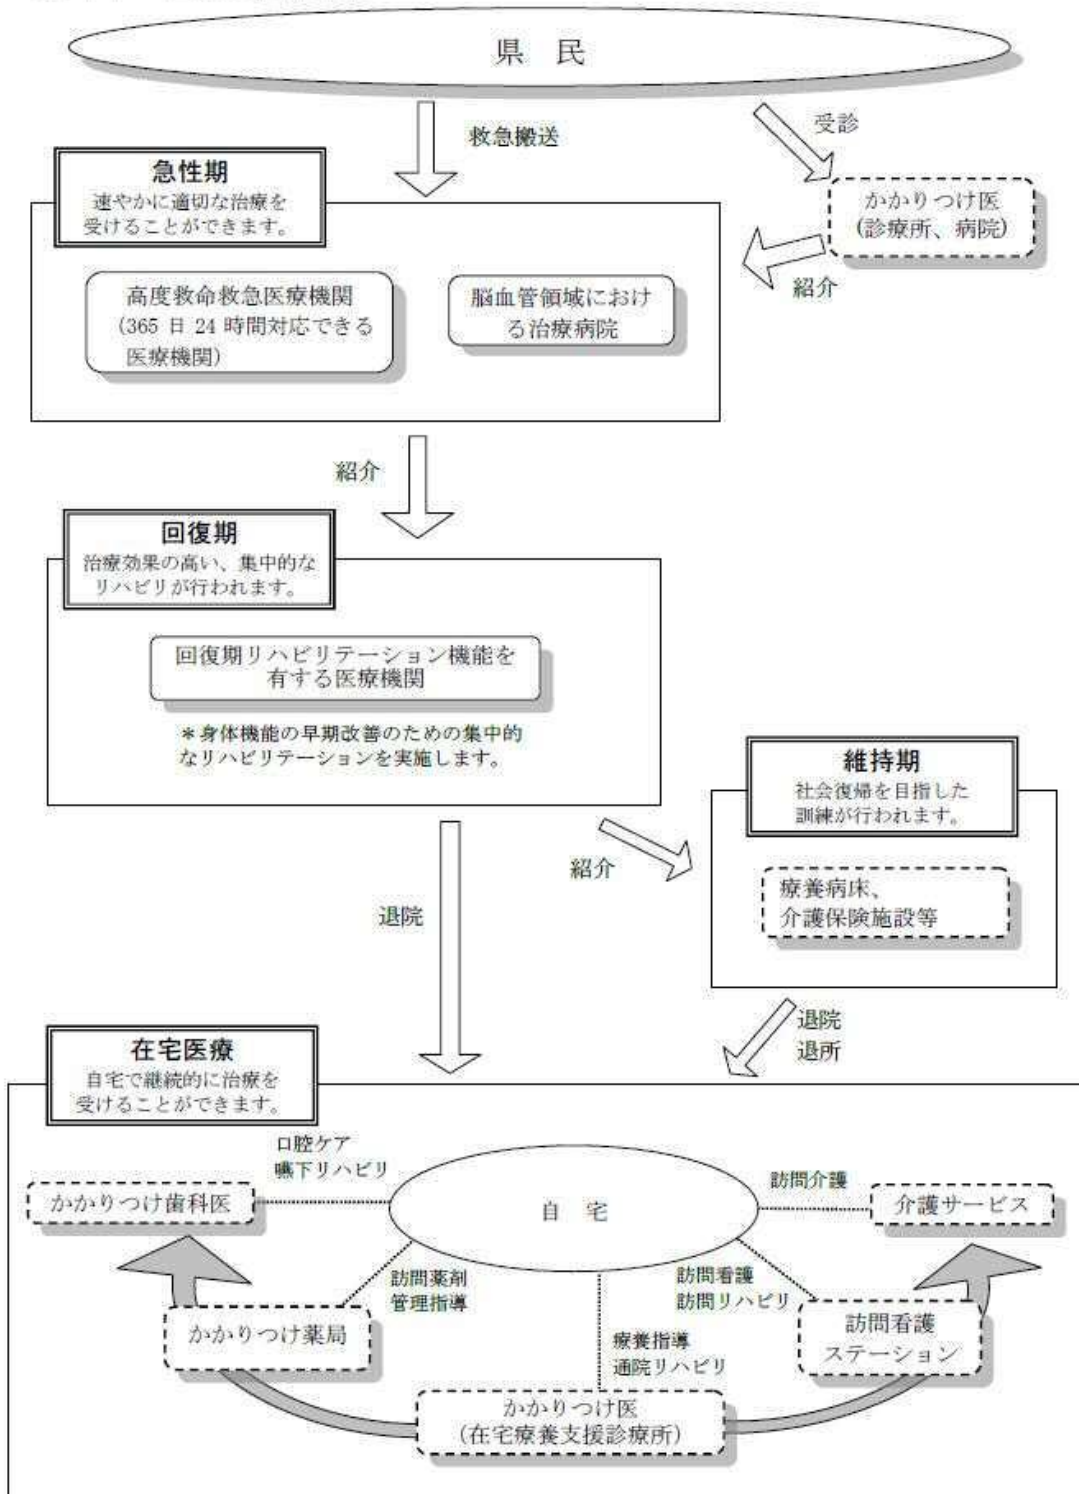 県 民
救急搬送
受診
急性期
速やかに適切な治療を
受けることができます。
かかりつけ医
(診療所、病院)
紹介
高度救命救急医療機関
(365 日 24 時間対応できる
医療機関)
脳血管領域におけ
る治療病院
紹介
回復期
治療効果の高い、集中的な
リハビリが行われます。
回復期リハビリテーション機能を
有する医療機関
＊身体機能の早期改善のための集中的
なリハビリテーションを実施します。
維持期
社会復帰を目指した
訓練が行われます。
紹介
療養病床、
介護保険施設等
退院
退院
退所
在宅医療
自宅で継続的に治療を
受けることができます。
口腔ケア
嚥下リハビリ
かかりつけ歯科医
自 宅
訪問介護
介護サービス
訪問薬剤
管理指導
訪問看護
訪問リハビリ
かかりつけ薬局
療養指導
通院リハビリ
訪問看護
ステーション
かかりつけ医
(在宅療養支援診療所)